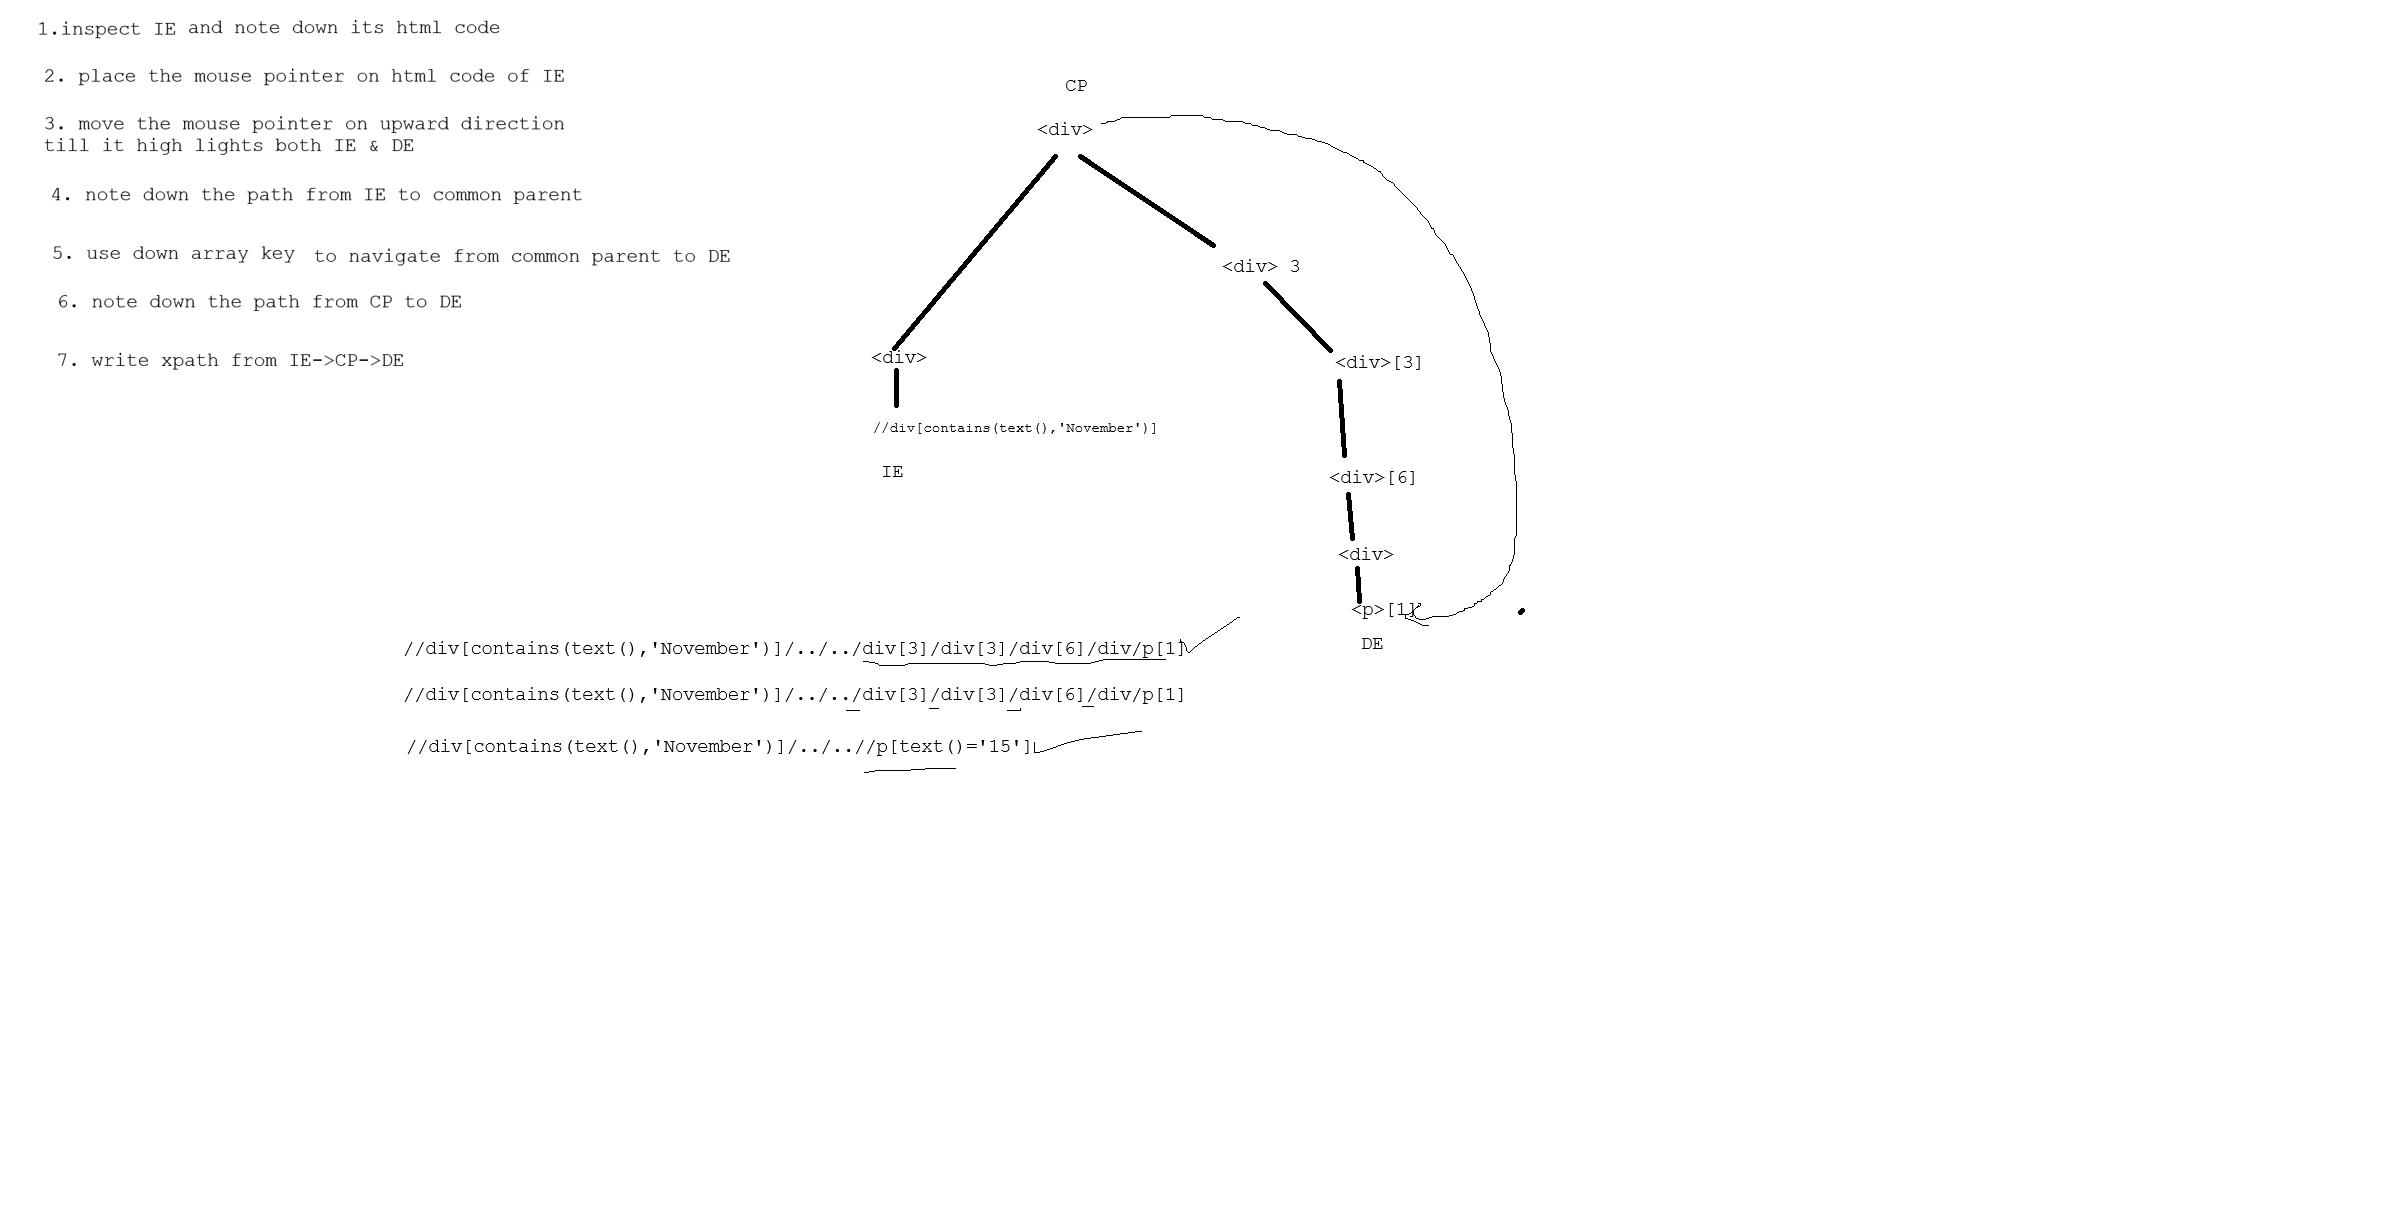 1.inspect IE and note down its html code
2. place the mouse pointer on html code of IE
3. move the mouse pointer on upward direction
till it high lights both IE & DE
4. note down the path from IE to common parent
5. use down array key to navigate from common parent to DE
6. note down the path from CP to DE
7. write xpath from IE->CP->DE
CP
<div>
<div> 3
<div>
<div>[3]
//div[contains(text(),'November')]
IE
<div>[6]
<div>
<p>[1]
DE
//div[contains(text(),'November')]/../../div[3]/div[3]/div[6]/div/p[1]
//div[contains(text(),'November')]/../../div[3]/div[3]/div[6]/div/p[1]
//div[contains(text(),'November')]/../..//p[text()='15']